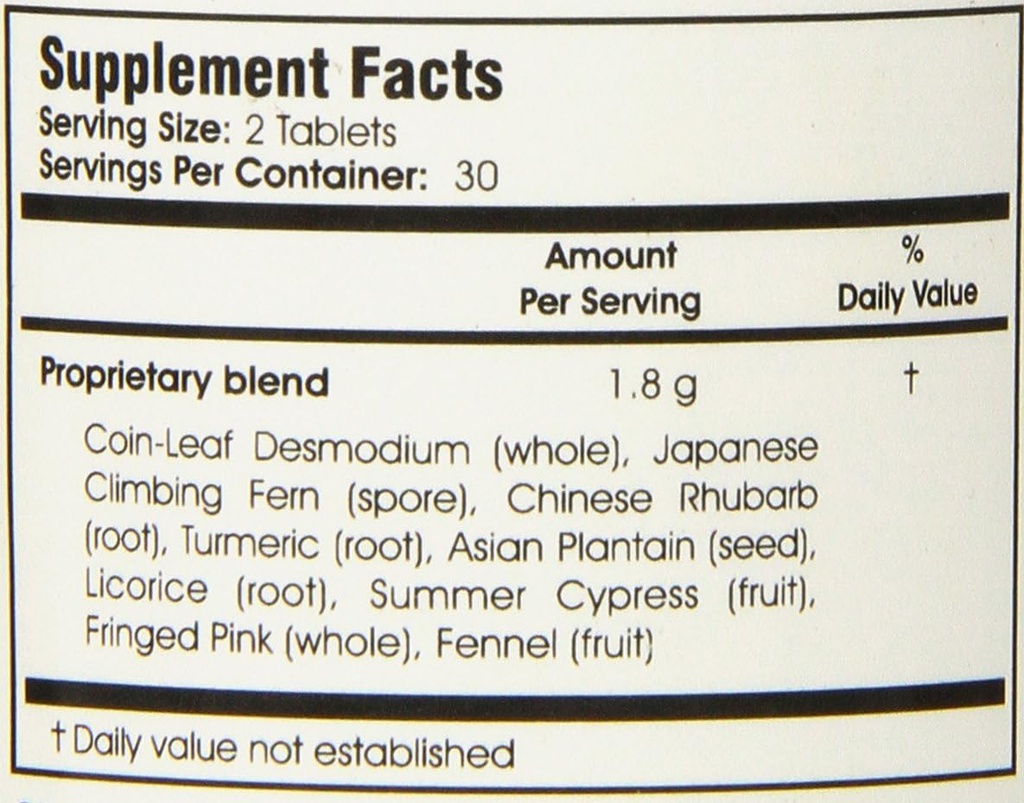 Supplement Facts
Serving Size: 2 Tablets
Servings Per Container: 30
Amount Per Serving
% Daily Value
Proprietary blend 1.8 g †
Coin-Leaf Desmodium (whole), Japanese
Climbing Fern (spore), Chinese Rhubarb
(root), Turmeric (root), Asian Plantain (seed),
Licorice (root), Summer Cypress (fruit),
Fringed Pink (whole), Fennel (fruit)
† Daily value not established